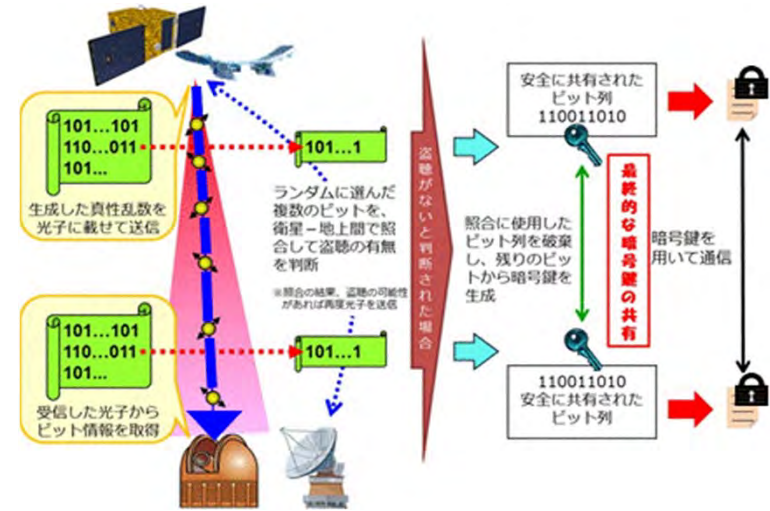 101...101
110...011
101...
生成した真性乱数を
光子に載せて送信
101...1
ランダムに選んだ
複数のビットを、
衛星－地上間で照
合して盗聴の有無
を判断
※照合の結果、盗聴の可能性
があれば再度光子を送信
101...101
110...011
101...
受信した光子から
ビット情報を取得
101...1
盗聴がないと判断された場合
安全に共有された
ビット列
110011010
照合に使用した
ビット列を破棄
し、残りのビッ
トから暗号鍵を
生成
最終的な暗号鍵の共有
暗号鍵を
用いて通信
110011010
安全に共有された
ビット列